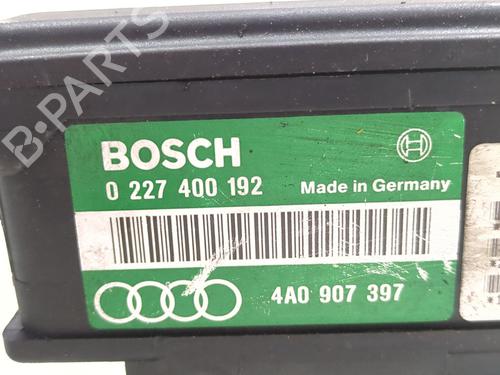 B·PARTS
BOSCH
0 227 400 192 Made in Germany
4A0 907 397